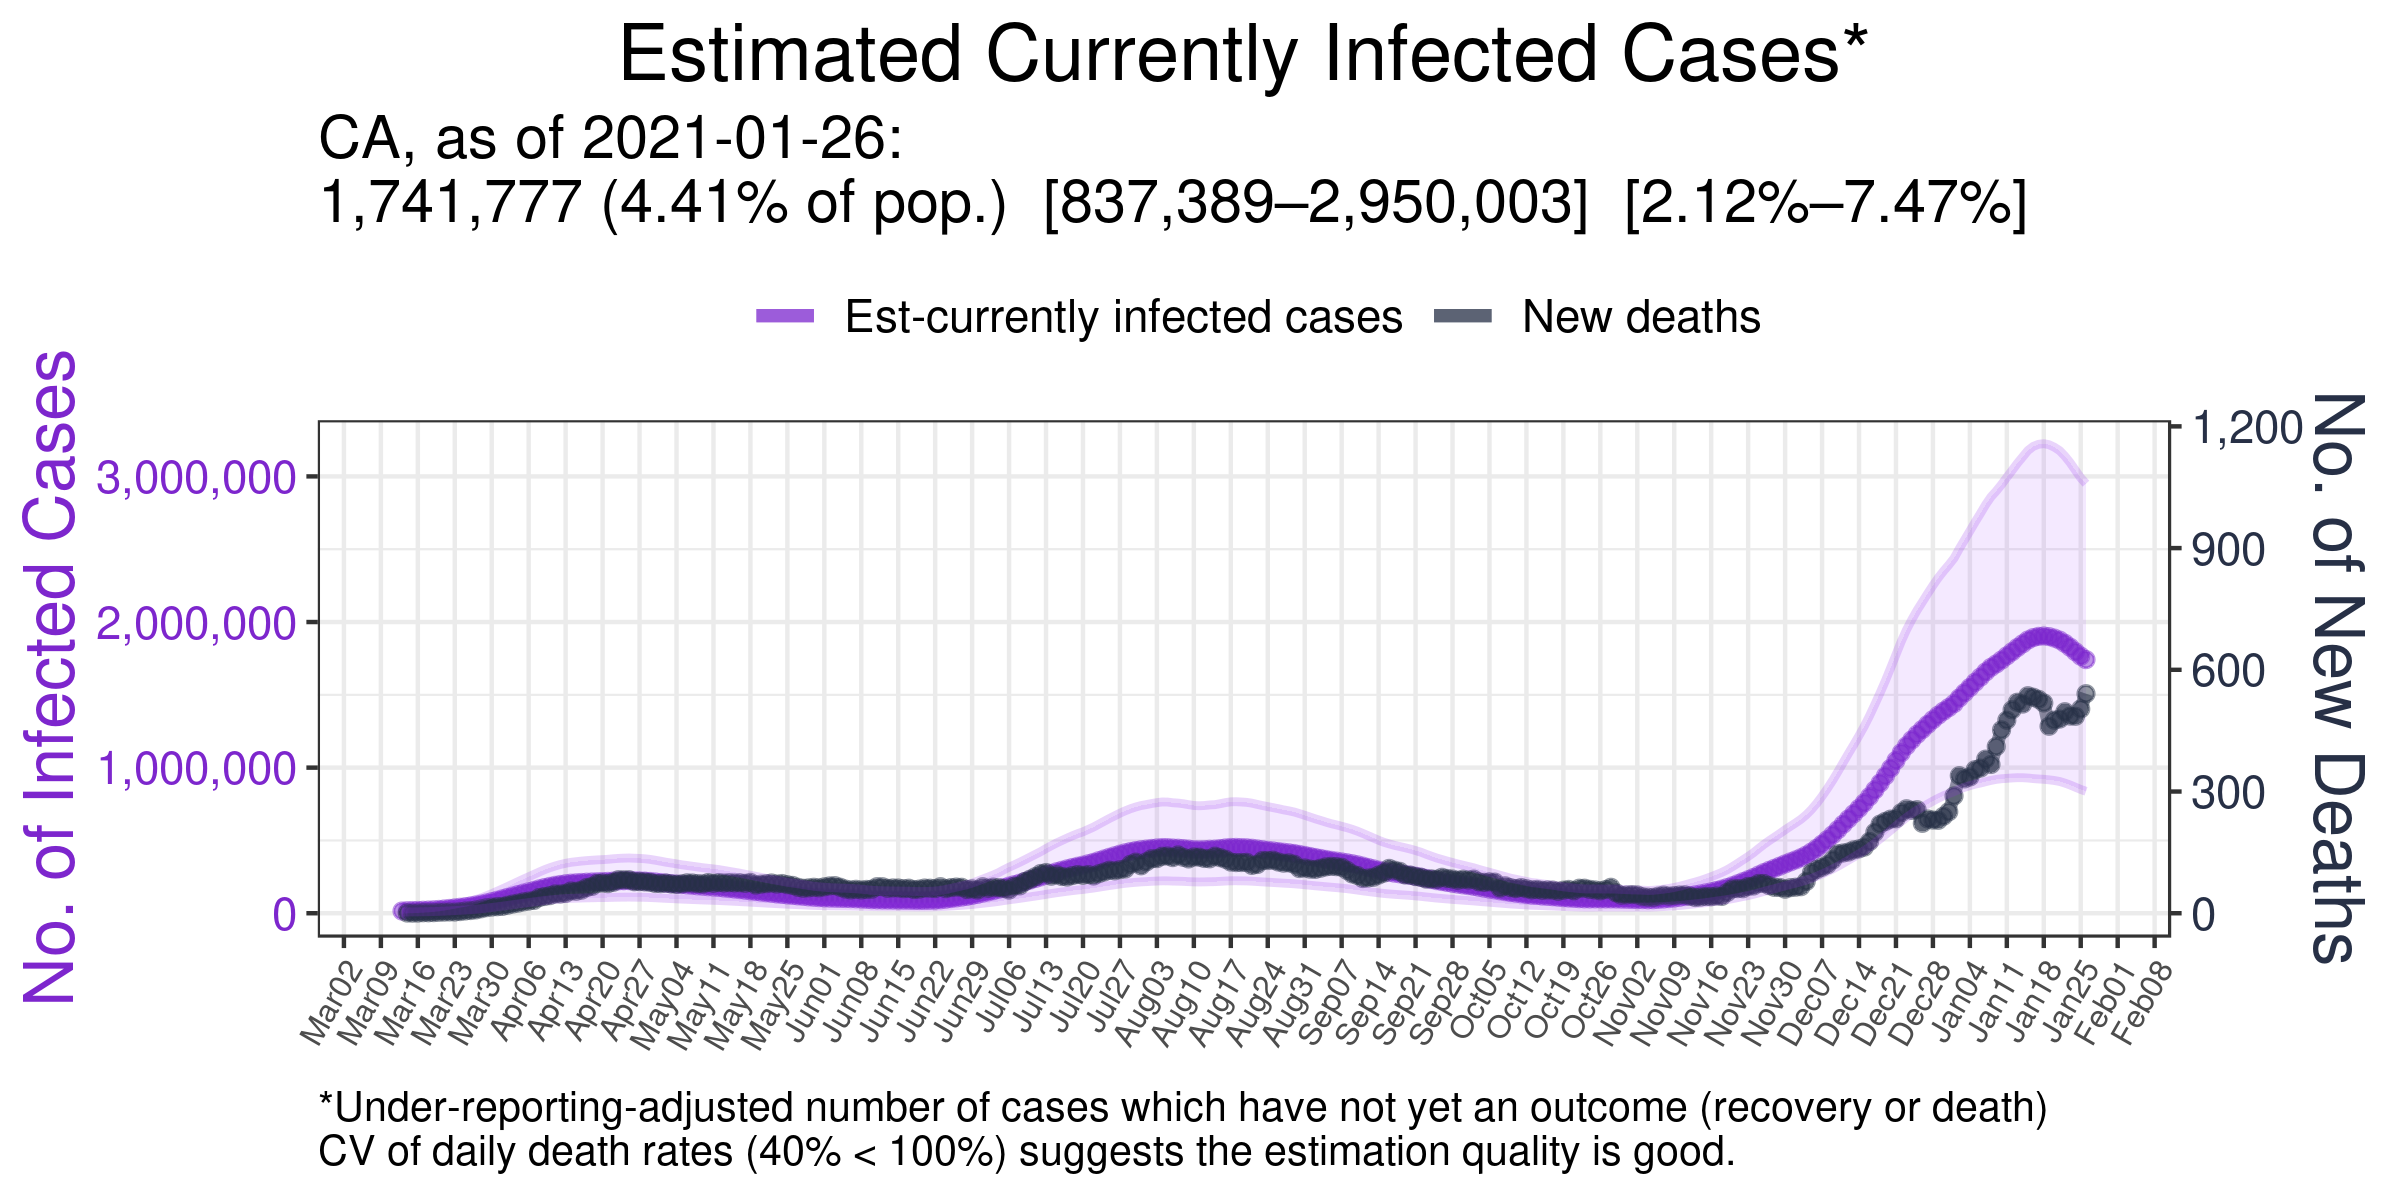 Estimated Currently Infected Cases*
CA, as of 2021-01-26:
1,741,777 (4.41% of pop.) [837,389–2,950,003] [2.12%–7.47%]
Est-currently infected cases New deaths
No. of Infected Cases
3,000,000
2,000,000
1,000,000
0
1,200
900
600
300
0
No. of New Deaths
Mar02 Mar09 Mar16 Mar23 Mar30 Apr06 Apr13 Apr20 Apr27 May04 May11 May18 May25 Jun01 Jun08 Jun15 Jun22 Jun29 Jul06 Jul13 Jul20 Jul27 Aug03 Aug10 Aug17 Aug24 Aug31 Sep07 Sep14 Sep21 Sep28 Oct05 Oct12 Oct19 Oct26 Nov02 Nov09 Nov16 Nov23 Nov30 Dec07 Dec14 Dec21 Dec28 Jan04 Jan11 Jan18 Jan25 Feb01 Feb08
*Under-reporting-adjusted number of cases which have not yet an outcome (recovery or death)
CV of daily death rates (40% < 100%) suggests the estimation quality is good.